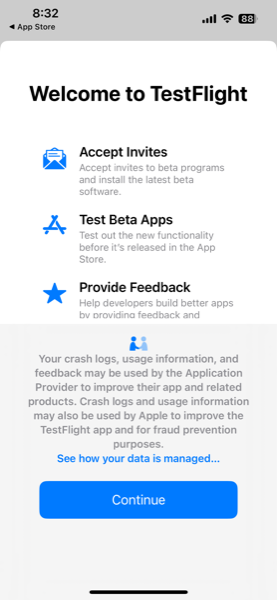 8:32
88
◀ App Store
Welcome to TestFlight
Accept Invites
Accept invites to beta programs
and install the latest beta
software.
Test Beta Apps
Test out the new functionality
before it's released in the App
Store.
Provide Feedback
Help developers build better apps
by providing feedback and
Your crash logs, usage information, and
feedback may be used by the Application
Provider to improve their app and related
products. Crash logs and usage information
may also be used by Apple to improve the
TestFlight app and for fraud prevention
purposes.
See how your data is managed...
Continue